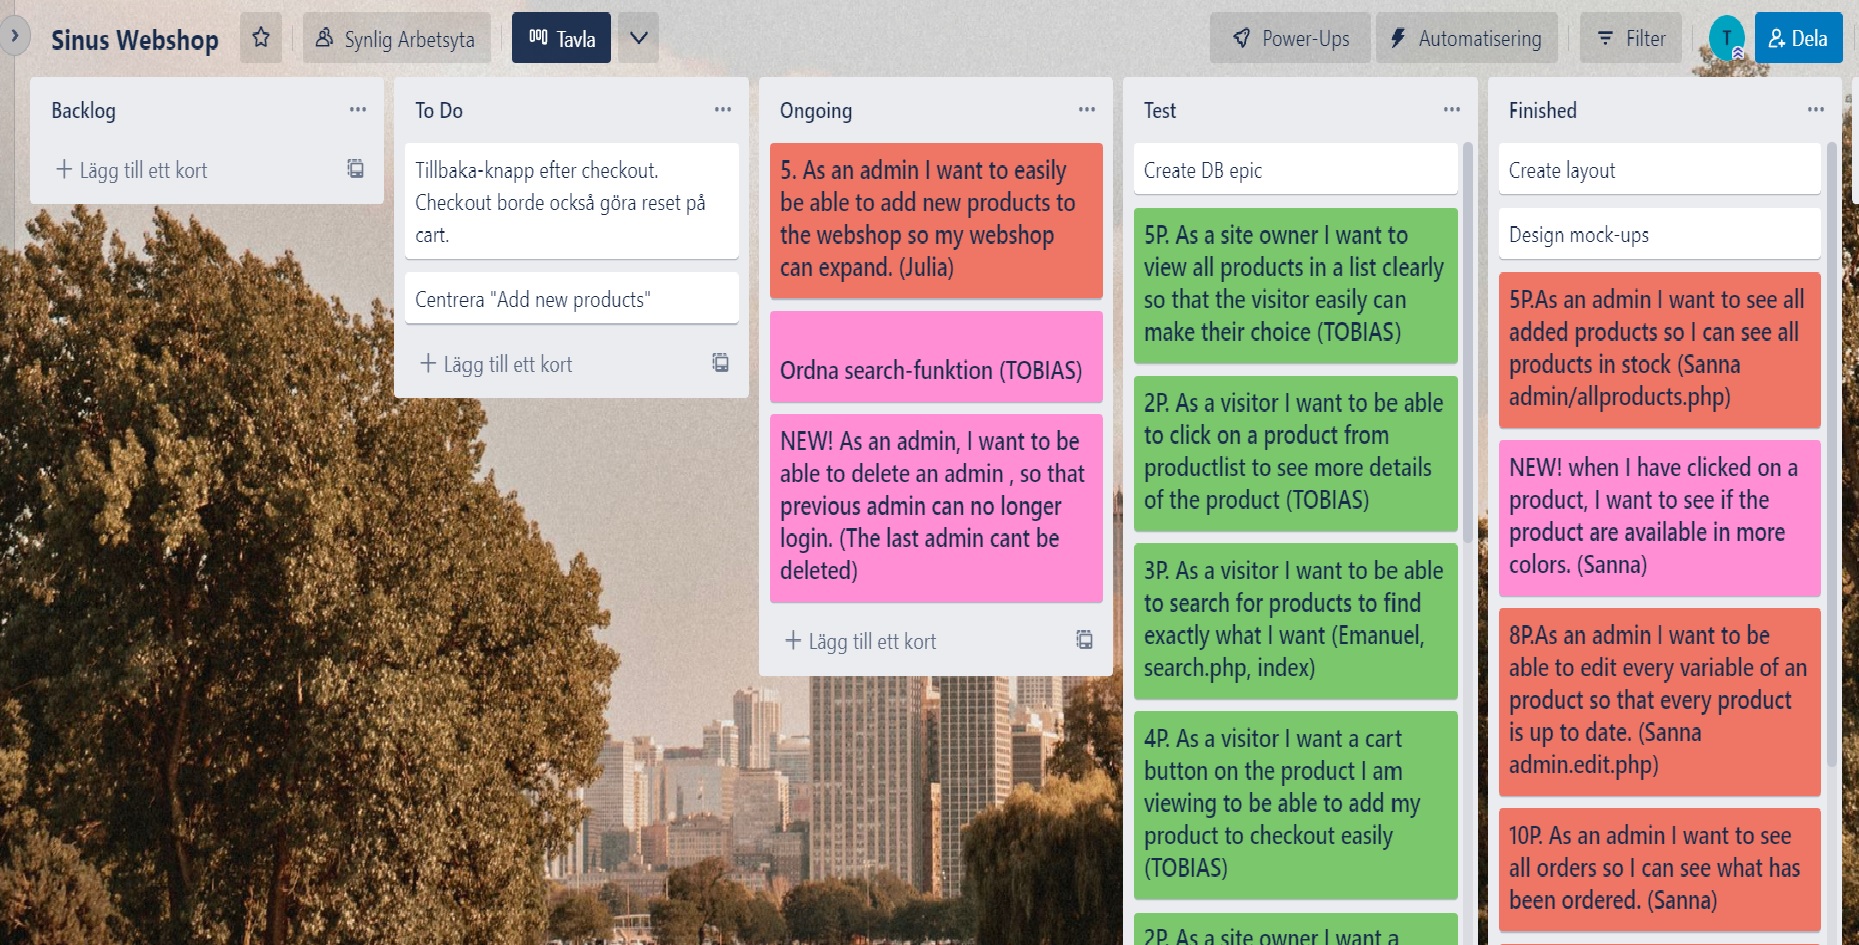 Sinus Webshop
Synlig Arbetsyta
Tavla
Power-Ups
Automatisering
Filter
T
Dela
Backlog
Lägg till ett kort
To Do
Tillbaka-knapp efter checkout.
Checkout borde också göra reset på
cart.
Centrera "Add new products"
Lägg till ett kort
Ongoing
5. As an admin I want to easily
be able to add new products to
the webshop so my webshop
can expand. (Julia)
Ordna search-funktion (TOBIAS)
NEW! As an admin, I want to be
able to delete an admin , so that
previous admin can no longer
login. (The last admin cant be
deleted)
Lägg till ett kort
Test
Create DB epic
5P. As a site owner I want to
view all products in a list clearly
so that the visitor easily can
make their choice (TOBIAS)
2P. As a visitor I want to be able
to click on a product from
productlist to see more details
of the product (TOBIAS)
3P. As a visitor I want to be able
to search for products to find
exactly what I want (Emanuel,
search.php, index)
4P. As a visitor I want a cart
button on the product I am
viewing to be able to add my
product to checkout easily
(TOBIAS)
2P. As a site owner I want a
Finished
Create layout
Design mock-ups
5P.As an admin I want to see all
added products so I can see all
products in stock (Sanna
admin/allproducts.php)
NEW! when I have clicked on a
product, I want to see if the
product are available in more
colors. (Sanna)
8P.As an admin I want to be
able to edit every variable of an
product so that every product
is up to date. (Sanna
admin.edit.php)
10P. As an admin I want to see
all orders so I can see what has
been ordered. (Sanna)